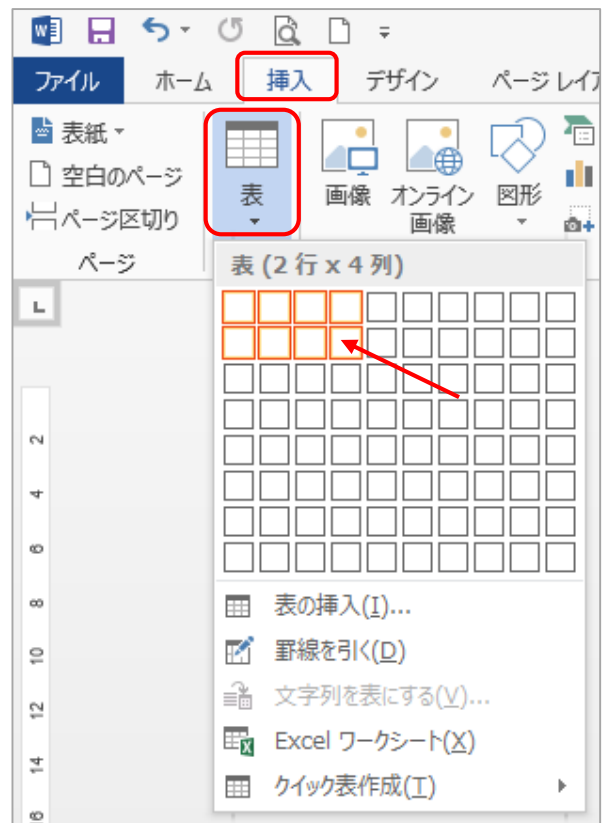 ファイル ホーム 挿入 デザイン ページ レイア
表紙
空白のページ
ページ区切り
ページ
表
画像
オンライン
画像
図形
表 (2 行 x 4 列)
表の挿入(I)...
罫線を引く(D)
文字列を表にする(V)...
Excel ワークシート(X)
クイック表作成(T)
L
2
4
6
8
10
12
14